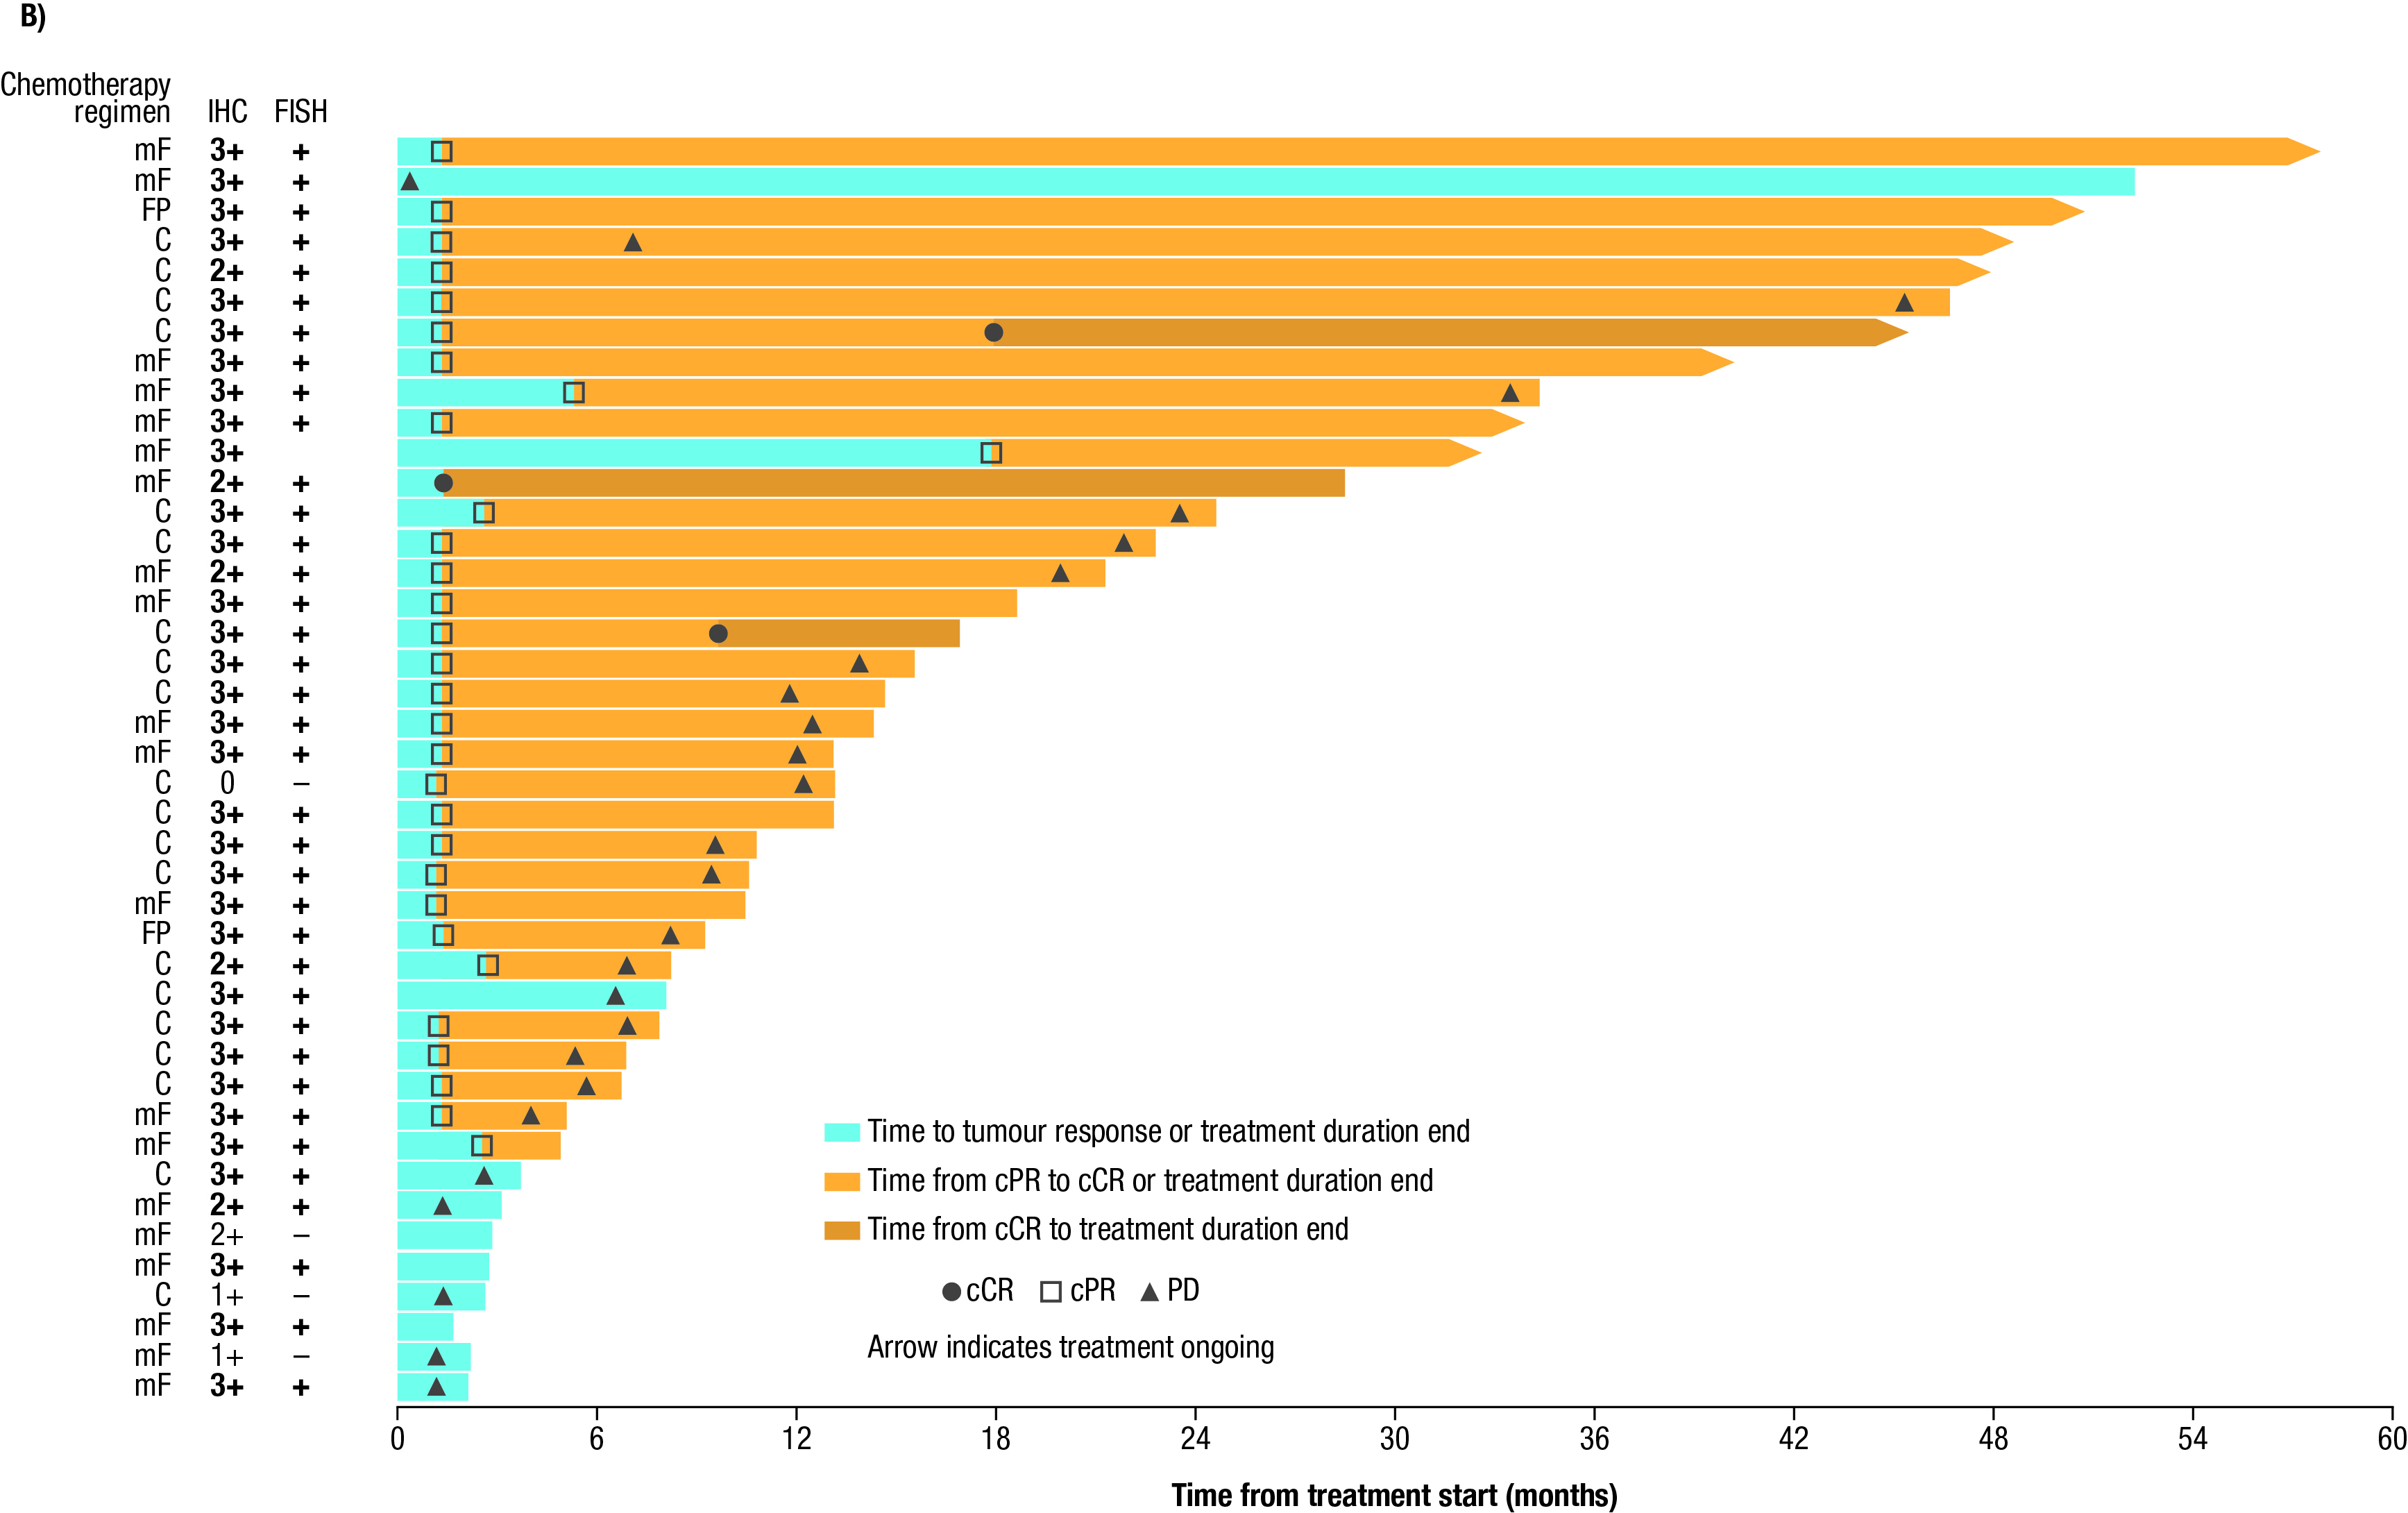 B)
Chemotherapy
regimen IHC FISH
mF 3+ +
mF 3+ +
FP 3+ +
C 3+ +
C 2+ +
C 3+ +
C 3+ +
mF 3+ +
mF 3+ +
mF 3+ +
mF 3+
mF 2+ +
C 3+ +
C 3+ +
mF 2+ +
mF 3+ +
C 3+ +
C 3+ +
C 3+ +
mF 3+ +
mF 3+ +
C 0 –
C 3+ +
C 3+ +
C 3+ +
mF 3+ +
FP 3+ +
C 2+ +
C 3+ +
C 3+ +
C 3+ +
C 3+ +
mF 3+ +
mF 3+ +
C 3+ +
mF 2+ +
mF 2+ –
mF 3+ +
C 1+ –
mF 3+ +
mF 1+ –
mF 3+ +
Time to tumour response or treatment duration end
Time from cPR to cCR or treatment duration end
Time from cCR to treatment duration end
cCR cPR PD
Arrow indicates treatment ongoing
0 6 12 18 24 30 36 42 48 54 60
Time from treatment start (months)